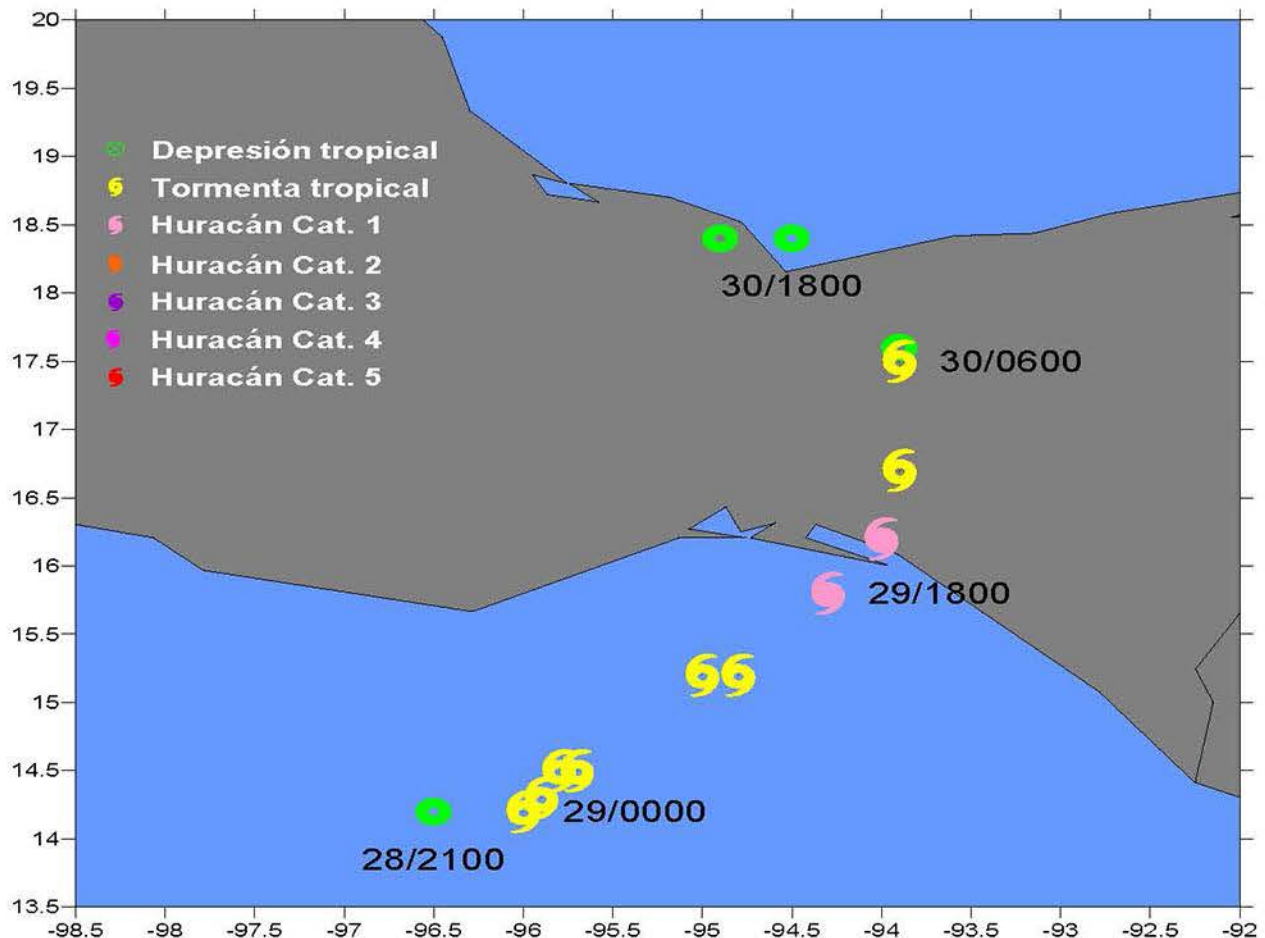 20
19.5
19
18.5
18
17.5
17
16.5
16
15.5
15
14.5
14
13.5
Depresión tropical
Tormenta tropical
Huracán Cat. 1
Huracán Cat. 2
Huracán Cat. 3
Huracán Cat. 4
Huracán Cat. 5
30/1800
30/0600
29/1800
29/0000
28/2100
-98.5 -98 -97.5 -97 -96.5 -96 -95.5 -95 -94.5 -94 -93.5 -93 -92.5 -92